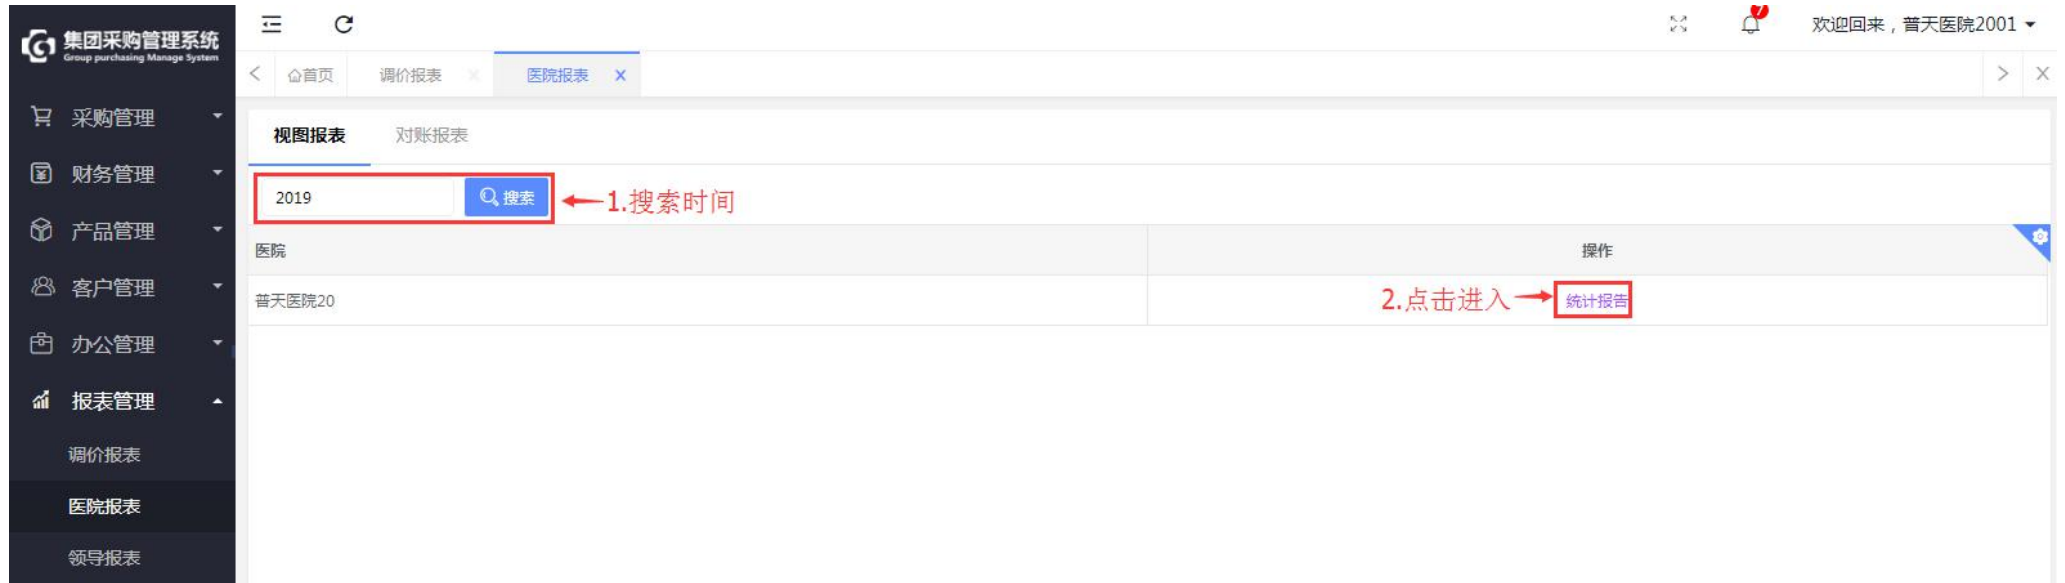 集团采购管理系统
Group purchasing Manage System
欢迎回来，普天医院2001
7
首页
调价报表
医院报表
采购管理
财务管理
产品管理
客户管理
办公管理
报表管理
调价报表
医院报表
领导报表
视图报表
对账报表
2019
搜索
1.搜索时间
医院
操作
普天医院20
2.点击进入
统计报告